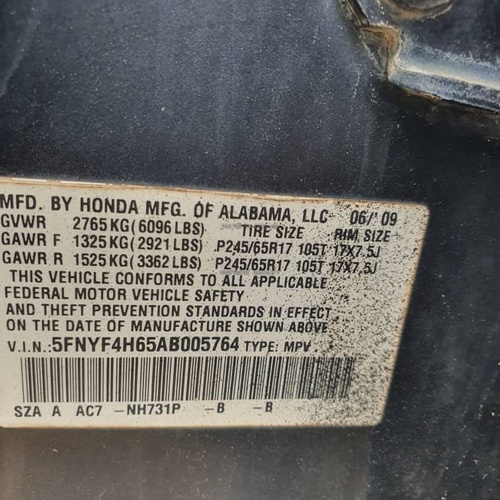 MFD. BY HONDA MFG. OF ALABAMA, LLC 06/'09
GVWR 2765 KG (6096 LBS) TIRE SIZE RIM SIZE
GAWR F 1325 KG (2921 LBS) P245/65R17 105T 17X7.5J
GAWR R 1525 KG (3362 LBS) P245/65R17 105T 17X7.5J
THIS VEHICLE CONFORMS TO ALL APPLICABLE
FEDERAL MOTOR VEHICLE SAFETY
AND THEFT PREVENTION STANDARDS IN EFFECT
ON THE DATE OF MANUFACTURE SHOWN ABOVE.
V.I.N.: 5FNYF4H65AB005764 TYPE: MPV
SZA A AC7 -NH731P -B -B